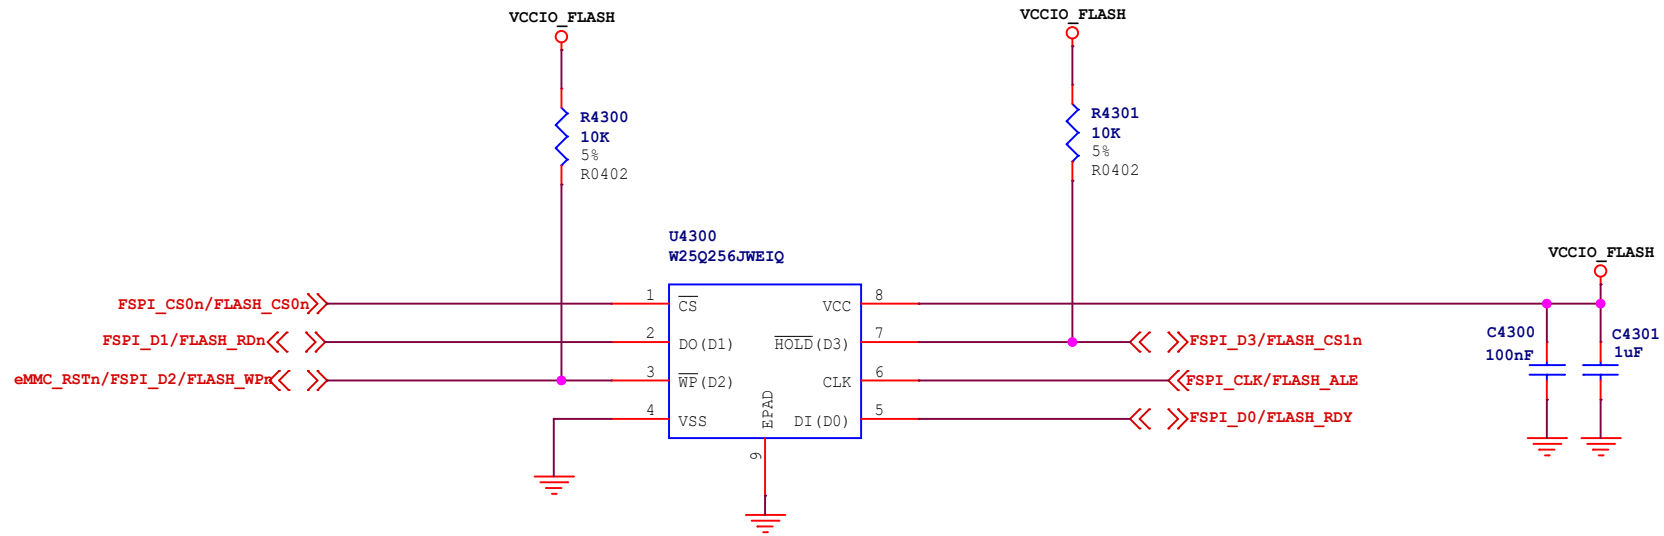 VCCIO_FLASH
VCCIO_FLASH
R4300
10K
5%
R0402
R4301
10K
5%
R0402
U4300
W25Q256JWEIQ
VCCIO_FLASH
FSPI_CS0n/FLASH_CS0n
1
CS
VCC
8
FSPI_D1/FLASH_RDn
2
DO(D1)
HOLD(D3)
7
FSPI_D3/FLASH_CS1n
C4300
100nF
C4301
1uF
eMMC_RSTn/FSPI_D2/FLASH_WPn
3
WP(D2)
CLK
6
FSPI_CLK/FLASH_ALE
4
VSS
EPAD
DI(D0)
5
FSPI_D0/FLASH_RDY
9